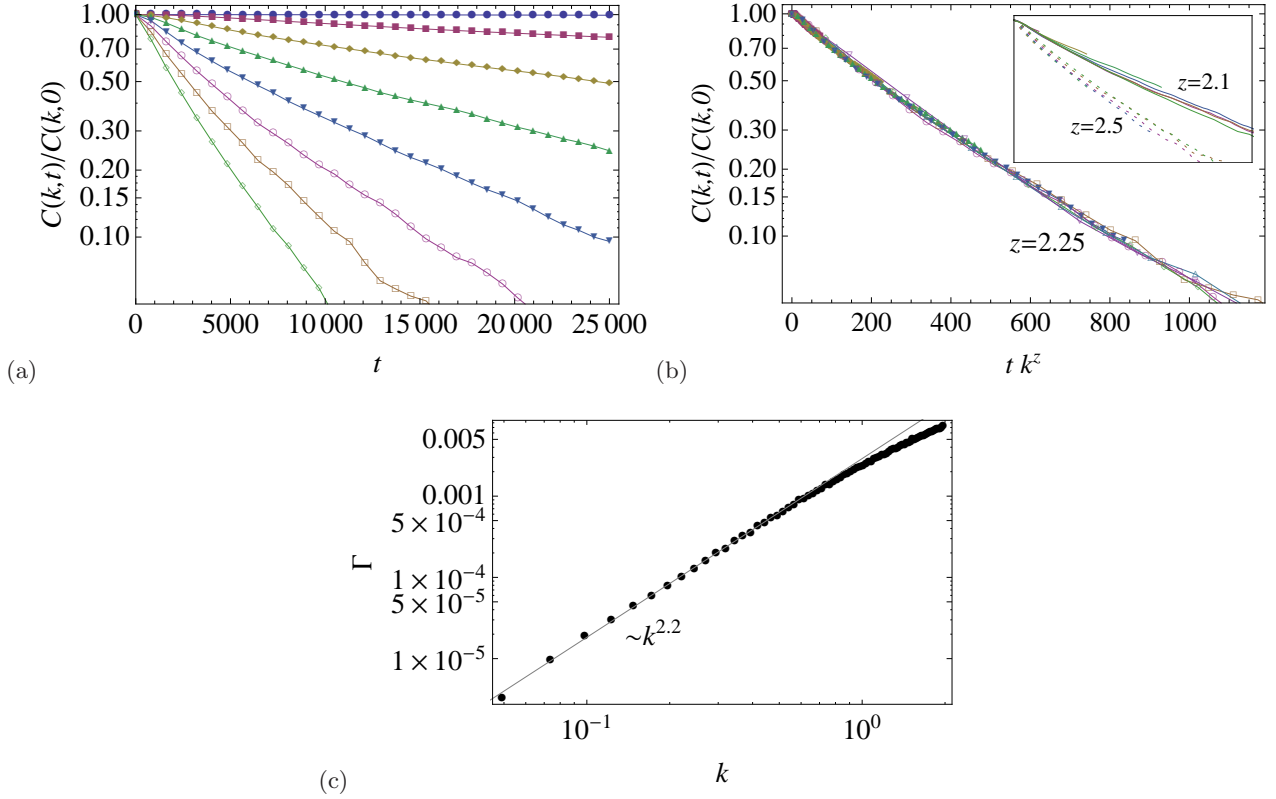 1.00
0.70
0.50
0.30
0.20
0.15
0.10
C(k,t)/C(k,0)
0 5000 10 000 15 000 20 000 25 000
t
(a)
1.00
0.70
0.50
0.30
0.20
0.15
0.10
C(k,t)/C(k,0)
z=2.1
z=2.5
z=2.25
0 200 400 600 800 1000
t k^z
(b)
0.005
0.001
5 × 10^-4
1 × 10^-4
5 × 10^-5
1 × 10^-5
Γ
~k^2.2
10^-1 10^0
k
(c)